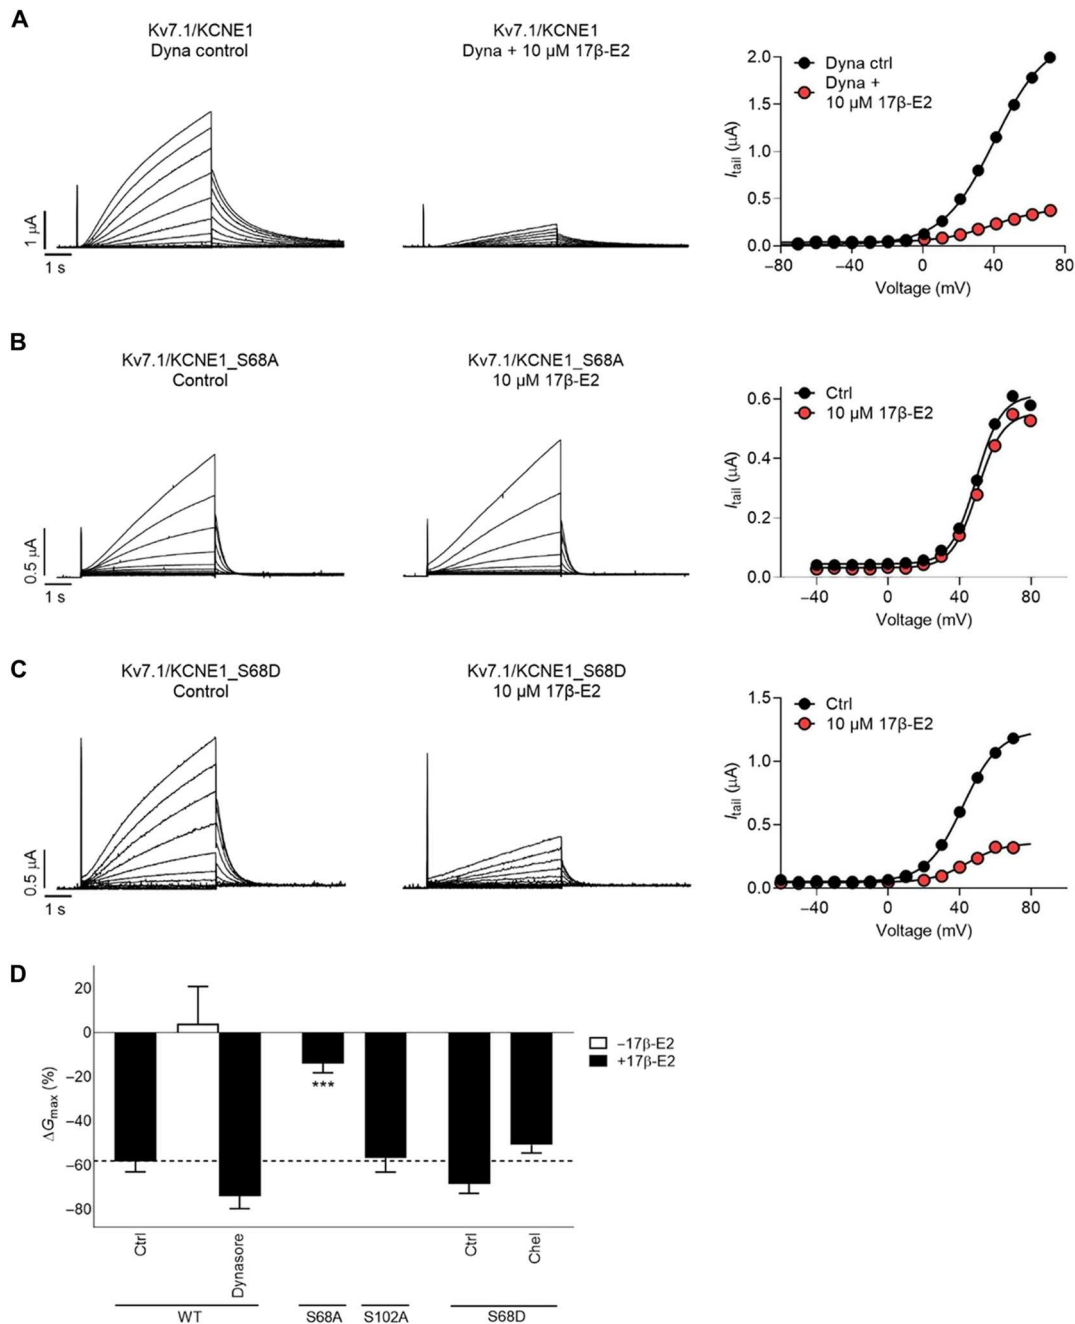 A
Kv7.1/KCNE1
Dyna control
Kv7.1/KCNE1
Dyna + 10 µM 17β-E2
1 µA
1 s
2.0
1.5
1.0
0.5
0.0
Itail (µA)
Dyna ctrl
Dyna +
10 µM 17β-E2
−80
−40
0
40
80
Voltage (mV)
B
Kv7.1/KCNE1_S68A
Control
Kv7.1/KCNE1_S68A
10 µM 17β-E2
0.5 µA
1 s
0.6
0.4
0.2
0.0
Itail (µA)
Ctrl
10 µM 17β-E2
−40
0
40
80
Voltage (mV)
C
Kv7.1/KCNE1_S68D
Control
Kv7.1/KCNE1_S68D
10 µM 17β-E2
0.5 µA
1 s
1.5
1.0
0.5
0.0
Itail (µA)
Ctrl
10 µM 17β-E2
−40
0
40
80
Voltage (mV)
D
20
0
−20
−40
−60
−80
ΔGmax (%)
***
−17β-E2
+17β-E2
Ctrl
Dynasore
Ctrl
Chel
WT
S68A
S102A
S68D